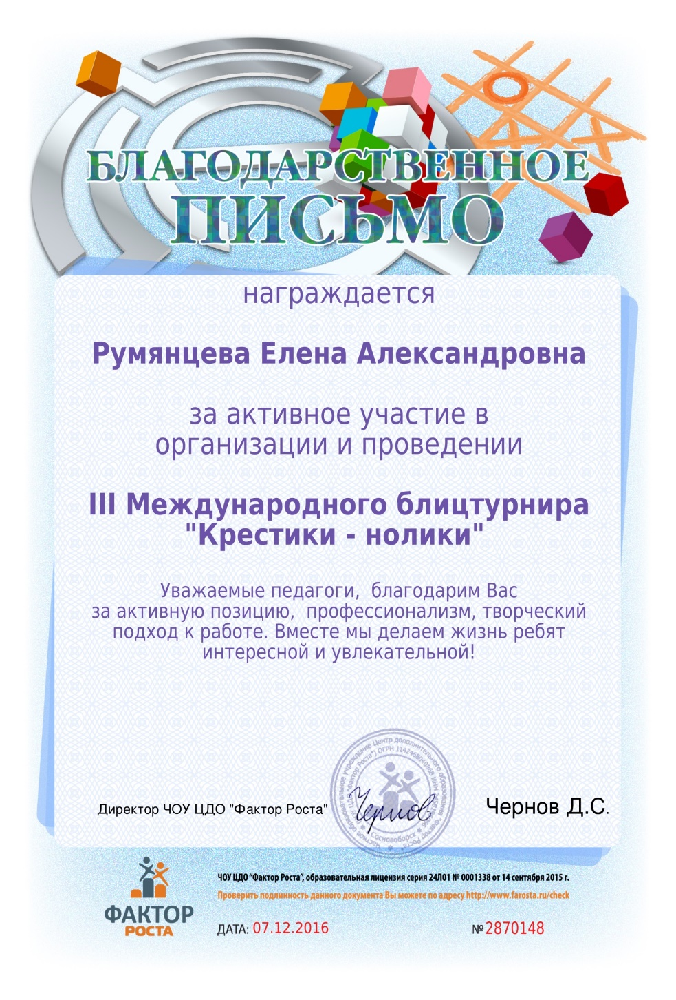 БЛАГОДАРСТВЕННОЕ
ПИСЬМО
награждается
Румянцева Елена Александровна
за активное участие в
организации и проведении
III Международного блицтурнира
"Крестики - нолики"
Уважаемые педагоги,  благодарим Вас
за активную позицию,  профессионализм, творческий
подход к работе. Вместе мы делаем жизнь ребят
интересной и увлекательной!
Директор ЧОУ ЦДО "Фактор Роста"
Чернов
Чернов Д.С.
ФАКТОР
РОСТА
ЧОУ ЦДО “Фактор Роста”, образовательная лицензия серия 24Л01 № 0001338 от 14 сентября 2015 г.
Проверить подлинность данного документа Вы можете по адресу http://www.farosta.ru/check
ДАТА: 07.12.2016
№ 2870148